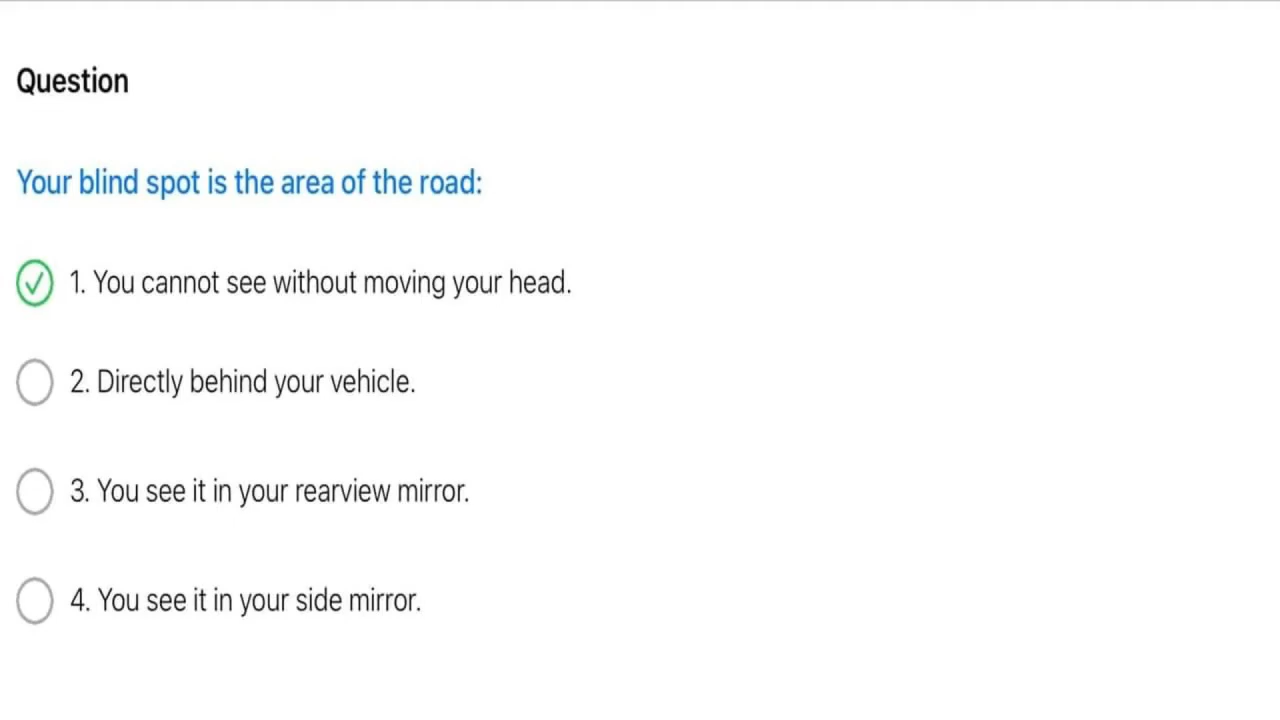 Question
Your blind spot is the area of the road:
1. You cannot see without moving your head.
2. Directly behind your vehicle.
3. You see it in your rearview mirror.
4. You see it in your side mirror.